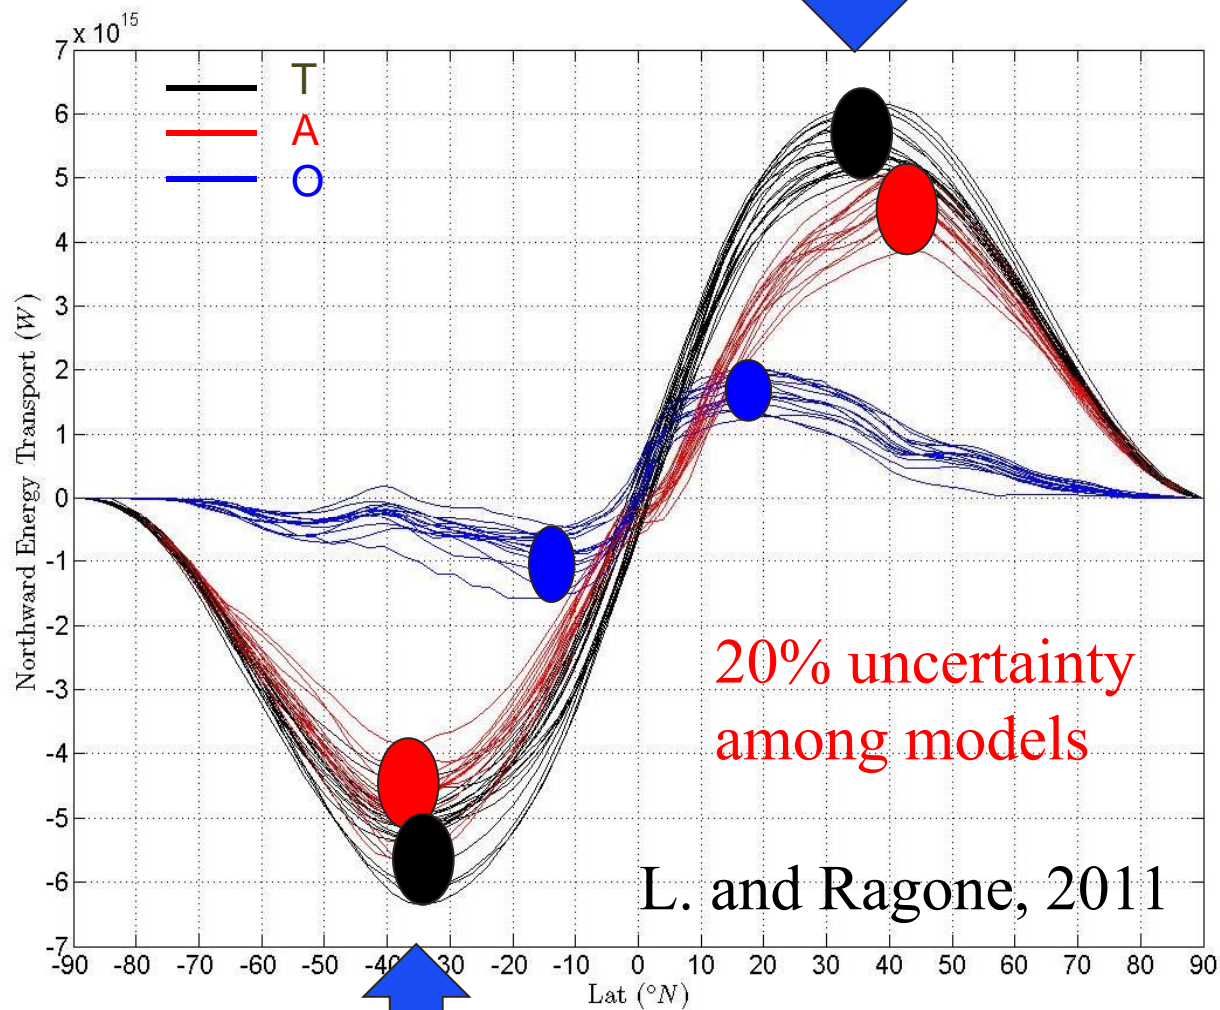 x 10^15
T
A
O
7
6
5
4
3
2
1
0
-1
-2
-3
-4
-5
-6
-7
Northward Energy Transport (W)
20% uncertainty
among models
L. and Ragone, 2011
-90 -80 -70 -60 -50 -40 30 -20 -10 0 10 20 30 40 50 60 70 80 90
Lat (°N)